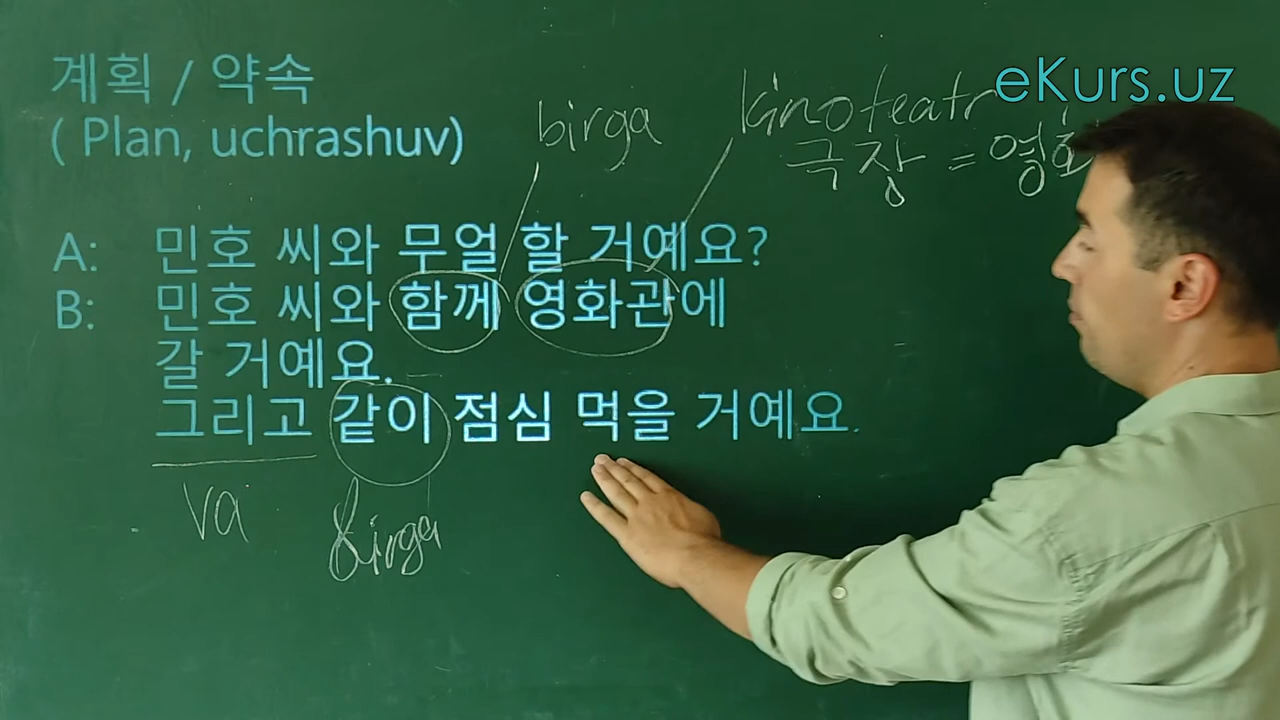 계획 / 약속
( Plan, uchrashuv)
eKurs.uz
birga
kinoteatr
극장 = 영화
A: 민호 씨와 무얼 할 거예요?
B: 민호 씨와 함께 영화관에
갈 거예요.
그리고 같이 점심 먹을 거예요.
va
birga